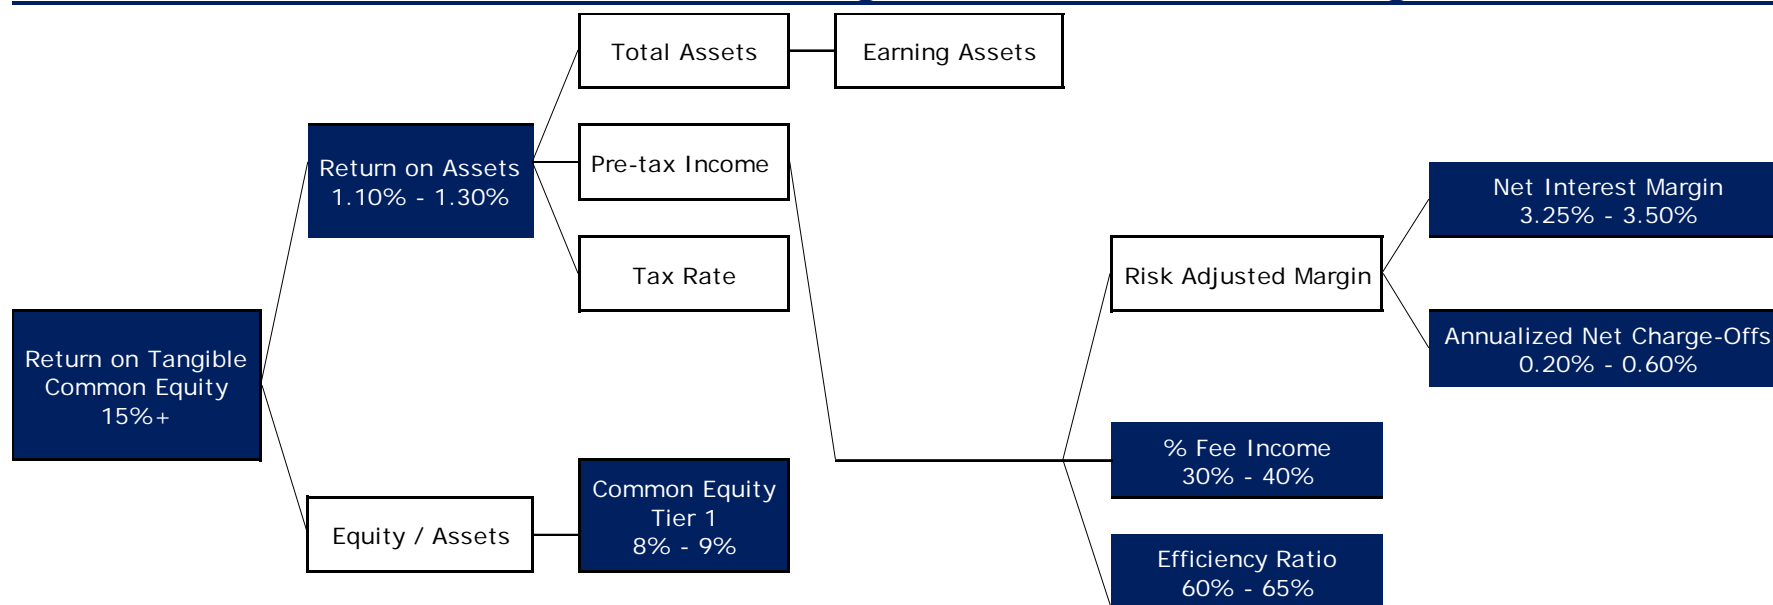 Total Assets
Earning Assets
Return on Assets
1.10% - 1.30%
Pre-tax Income
Net Interest Margin
3.25% - 3.50%
Tax Rate
Risk Adjusted Margin
Return on Tangible
Common Equity
15%+
Annualized Net Charge-Offs
0.20% - 0.60%
% Fee Income
30% - 40%
Common Equity
Tier 1
8% - 9%
Equity / Assets
Efficiency Ratio
60% - 65%